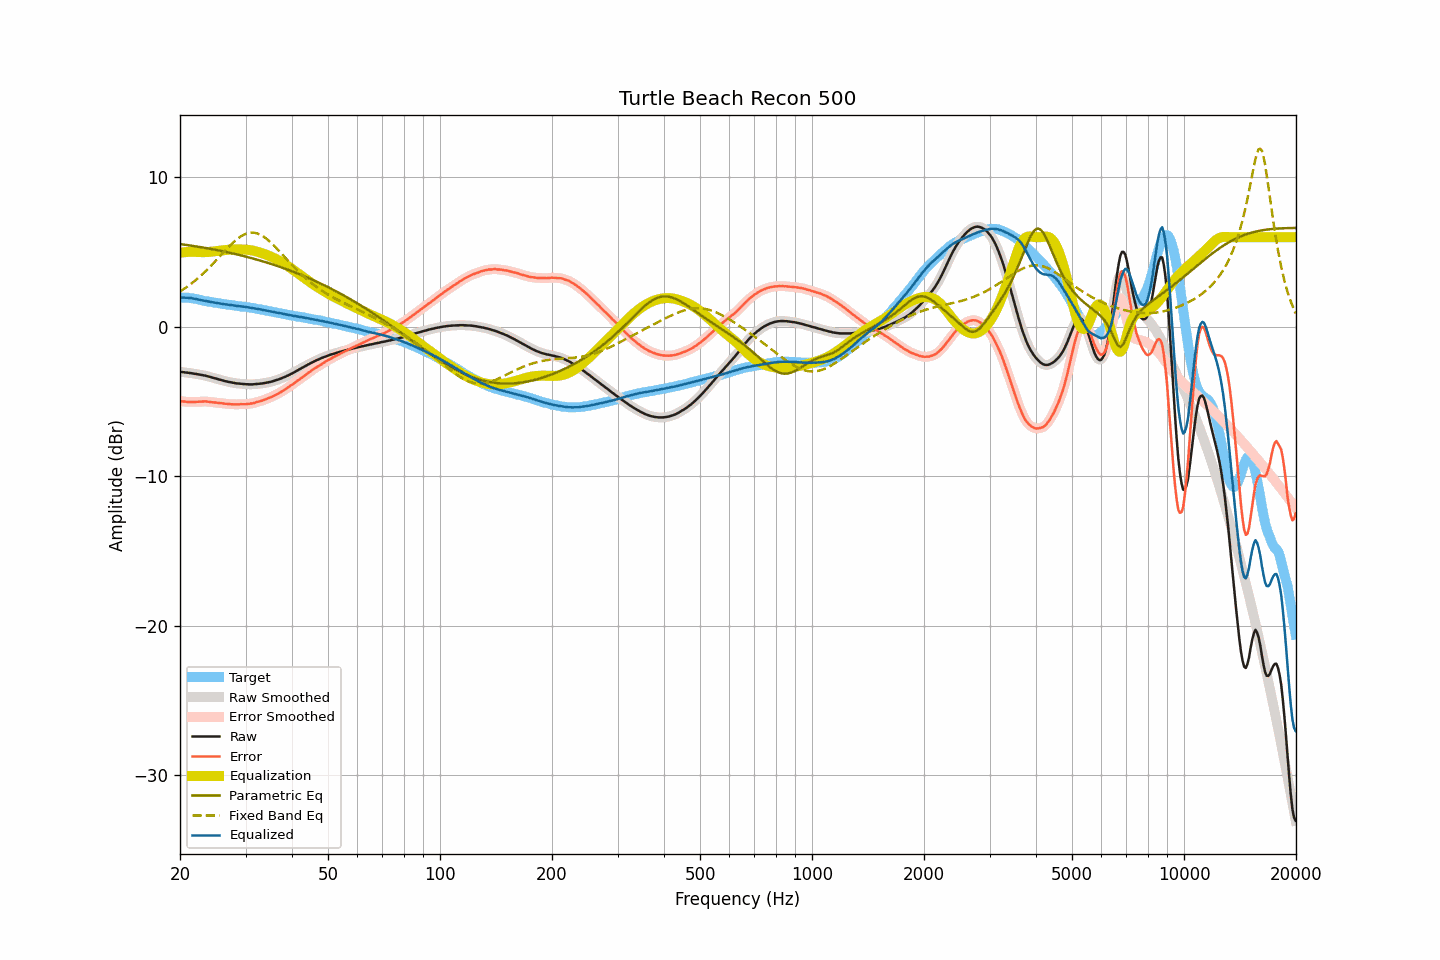 Turtle Beach Recon 500
10
0
−10
−20
−30
Amplitude (dBr)
Target
Raw Smoothed
Error Smoothed
Raw
Error
Equalization
Parametric Eq
Fixed Band Eq
Equalized
20 50 100 200 500 1000 2000 5000 10000 20000
Frequency (Hz)